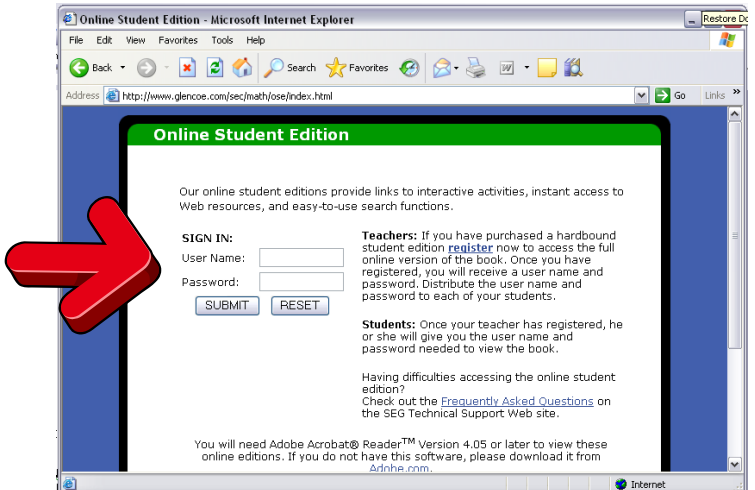 Online Student Edition - Microsoft Internet Explorer
Restore Do
File Edit View Favorites Tools Help
Back Search Favorites
Address http://www.glencoe.com/sec/math/ose/index.html Go Links »
Online Student Edition
Our online student editions provide links to interactive activities, instant access to
Web resources, and easy-to-use search functions.
SIGN IN:
User Name:
Password:
SUBMIT RESET
Teachers: If you have purchased a hardbound
student edition register now to access the full
online version of the book. Once you have
registered, you will receive a user name and
password. Distribute the user name and
password to each of your students.
Students: Once your teacher has registered, he
or she will give you the user name and
password needed to view the book.
Having difficulties accessing the online student
edition?
Check out the Frequently Asked Questions on
the SEG Technical Support Web site.
You will need Adobe Acrobat® Reader™ Version 4.05 or later to view these
online editions. If you do not have this software, please download it from
Adobe.com.
Internet